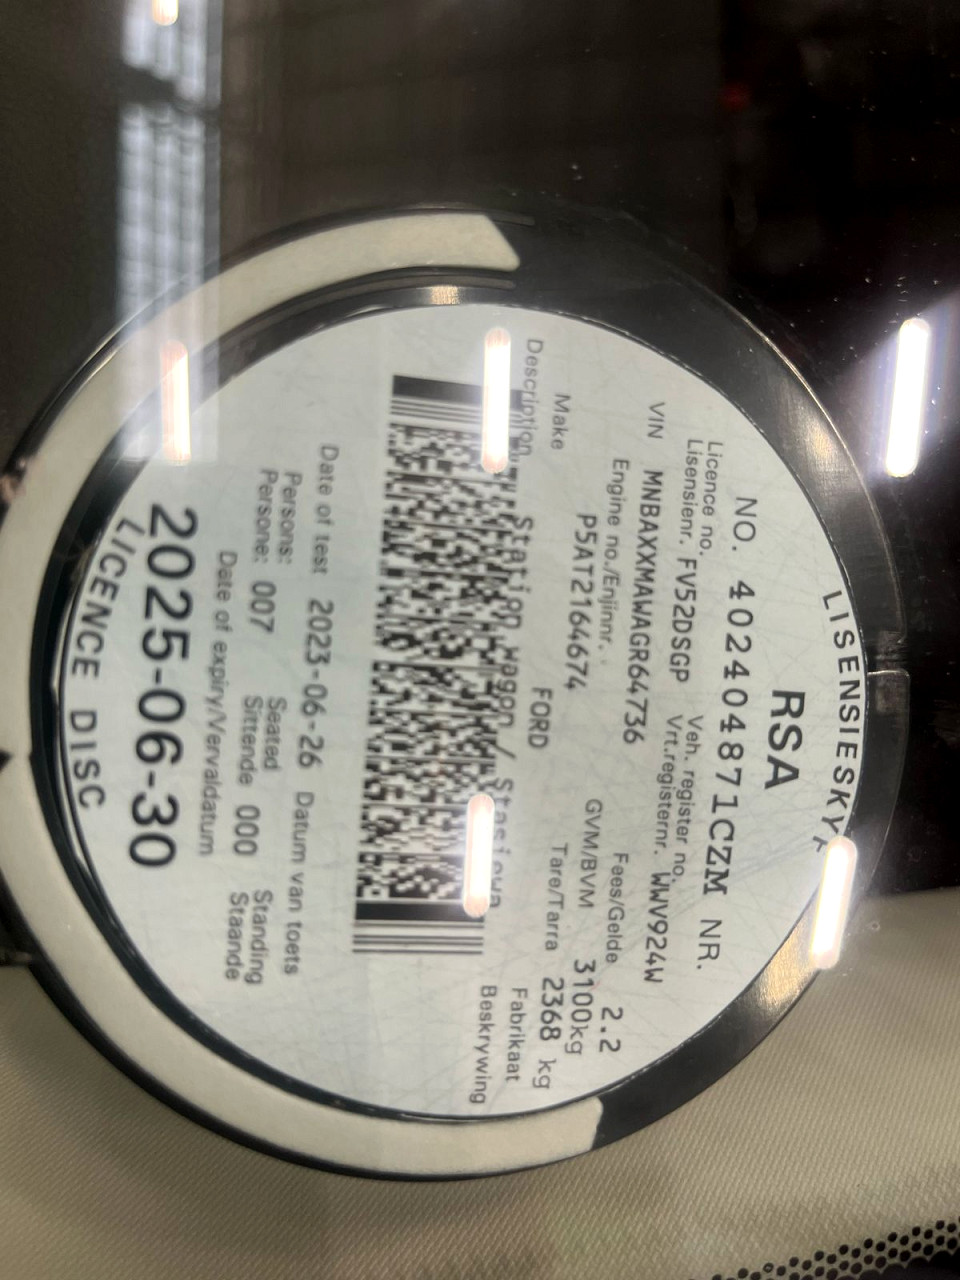 LISENSIESKYF
RSA
NO. 402404871CZM NR.
Licence no. Veh. register no.
Lisensienr. FV52DSGP Vrt.registernr. WWV924W
VIN MNBAXXMAWAGR64736
Engine no./Enjinnr. Fees/Gelde 2.2
P5AT2164674 GVM/BVM 3100kg
Make FORD Tare/Tarra 2368 kg
Fabrikaat
Description Station wagon / Stasiewa Beskrywing
Date of test 2023-06-26 Datum van toets
Persons: Seated Standing
Persone: 007 Sittende 000 Staande
Date of expiry/Vervaldatum
2025-06-30
LICENCE DISC